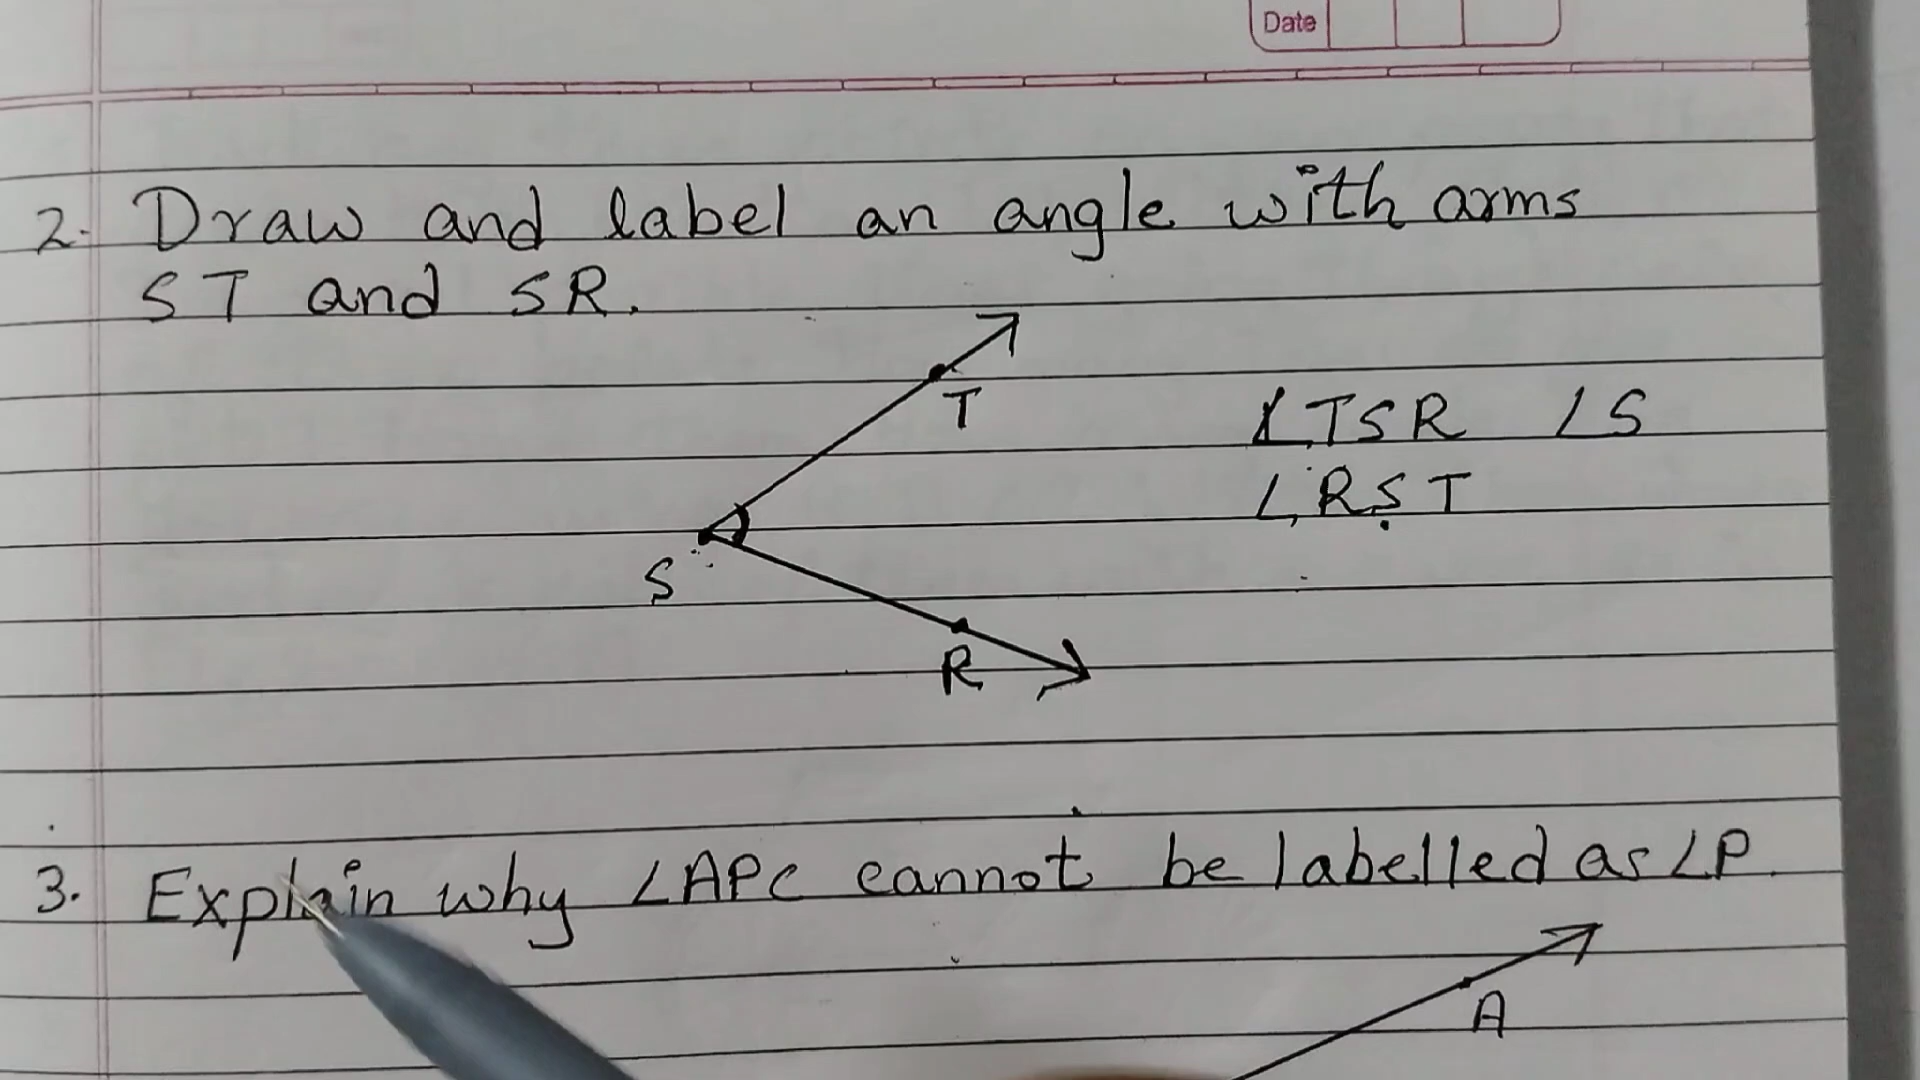 Date
2. Draw and label an angle with arms
ST and SR.
T
∠TSR ∠S
∠RST
S
R
3. Explain why ∠APC cannot be labelled as ∠P.
A